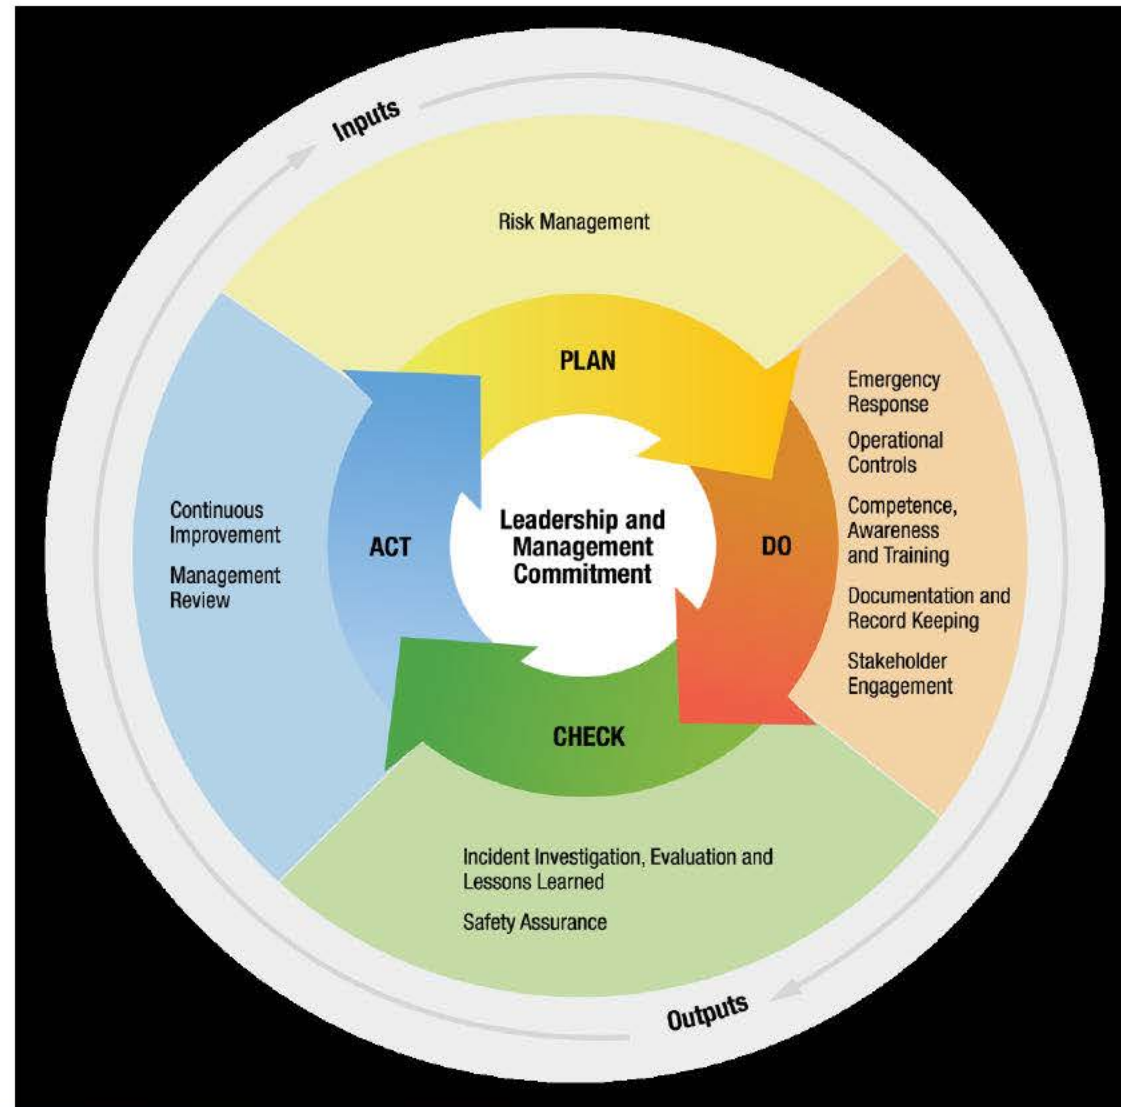 Inputs
Risk Management
PLAN
Emergency
Response
Operational
Controls
Competence,
Awareness
and Training
Documentation and
Record Keeping
Stakeholder
Engagement
DO
Leadership and
Management
Commitment
ACT
Continuous
Improvement
Management
Review
CHECK
Incident Investigation, Evaluation and
Lessons Learned
Safety Assurance
Outputs